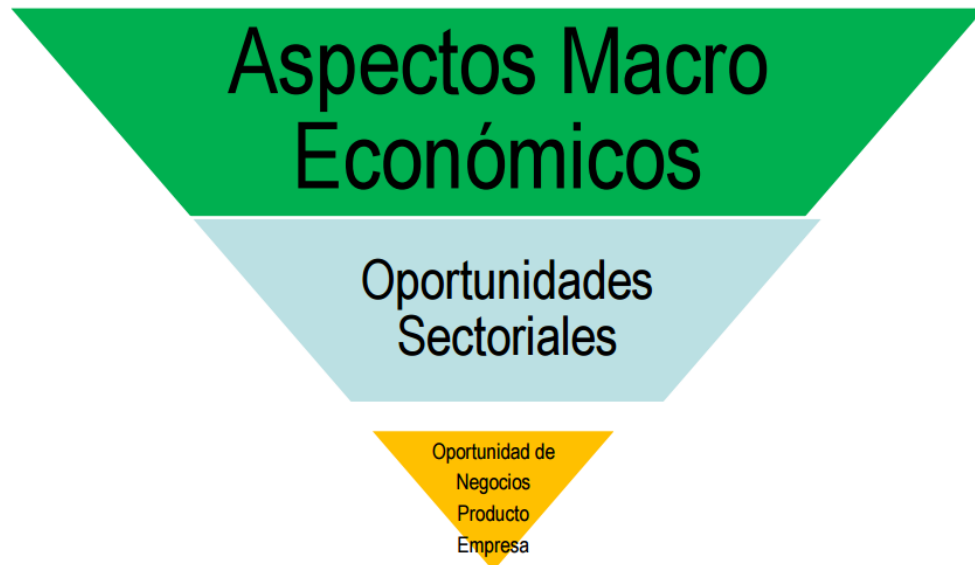 Aspectos Macro
Económicos
Oportunidades
Sectoriales
Oportunidad de
Negocios
Producto
Empresa